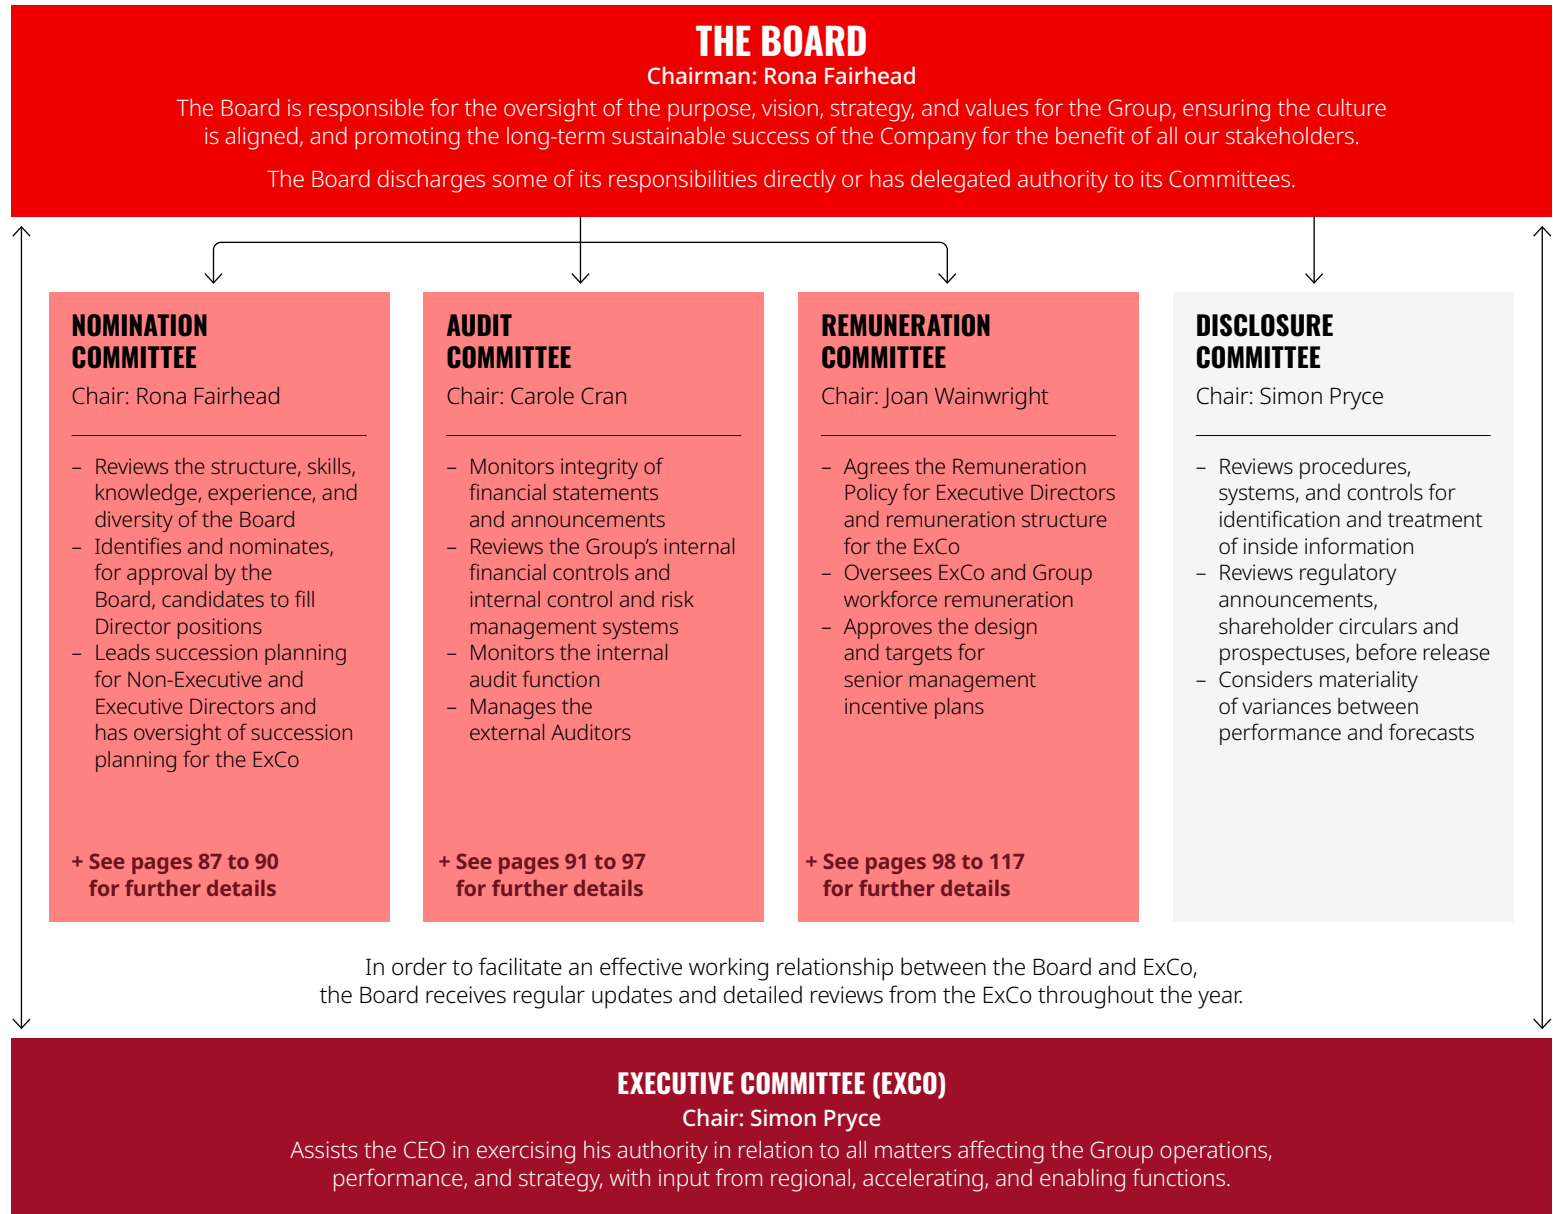 THE BOARD
Chairman: Rona Fairhead
The Board is responsible for the oversight of the purpose, vision, strategy, and values for the Group, ensuring the culture
is aligned, and promoting the long-term sustainable success of the Company for the benefit of all our stakeholders.
The Board discharges some of its responsibilities directly or has delegated authority to its Committees.
NOMINATION
COMMITTEE
Chair: Rona Fairhead
– Reviews the structure, skills,
knowledge, experience, and
diversity of the Board
– Identifies and nominates,
for approval by the
Board, candidates to fill
Director positions
– Leads succession planning
for Non-Executive and
Executive Directors and
has oversight of succession
planning for the ExCo
+ See pages 87 to 90
for further details
AUDIT
COMMITTEE
Chair: Carole Cran
– Monitors integrity of
financial statements
and announcements
– Reviews the Group’s internal
financial controls and
internal control and risk
management systems
– Monitors the internal
audit function
– Manages the
external Auditors
+ See pages 91 to 97
for further details
REMUNERATION
COMMITTEE
Chair: Joan Wainwright
– Agrees the Remuneration
Policy for Executive Directors
and remuneration structure
for the ExCo
– Oversees ExCo and Group
workforce remuneration
– Approves the design
and targets for
senior management
incentive plans
+ See pages 98 to 117
for further details
DISCLOSURE
COMMITTEE
Chair: Simon Pryce
– Reviews procedures,
systems, and controls for
identification and treatment
of inside information
– Reviews regulatory
announcements,
shareholder circulars and
prospectuses, before release
– Considers materiality
of variances between
performance and forecasts
In order to facilitate an effective working relationship between the Board and ExCo,
the Board receives regular updates and detailed reviews from the ExCo throughout the year.
EXECUTIVE COMMITTEE (EXCO)
Chair: Simon Pryce
Assists the CEO in exercising his authority in relation to all matters affecting the Group operations,
performance, and strategy, with input from regional, accelerating, and enabling functions.